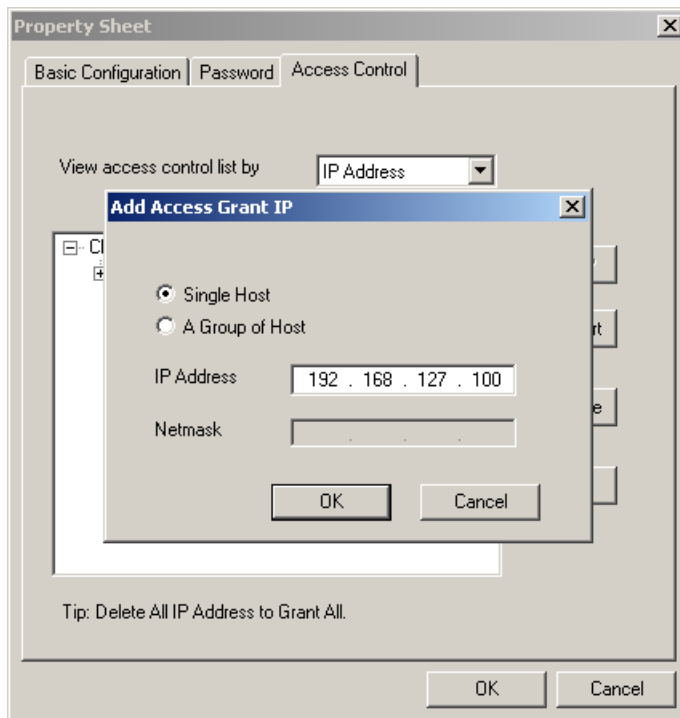 Property Sheet
Basic Configuration Password Access Control
View access control list by IP Address
Add Access Grant IP
Single Host
A Group of Host
IP Address 192 . 168 . 127 . 100
Netmask . . .
OK Cancel
Tip: Delete All IP Address to Grant All.
OK Cancel